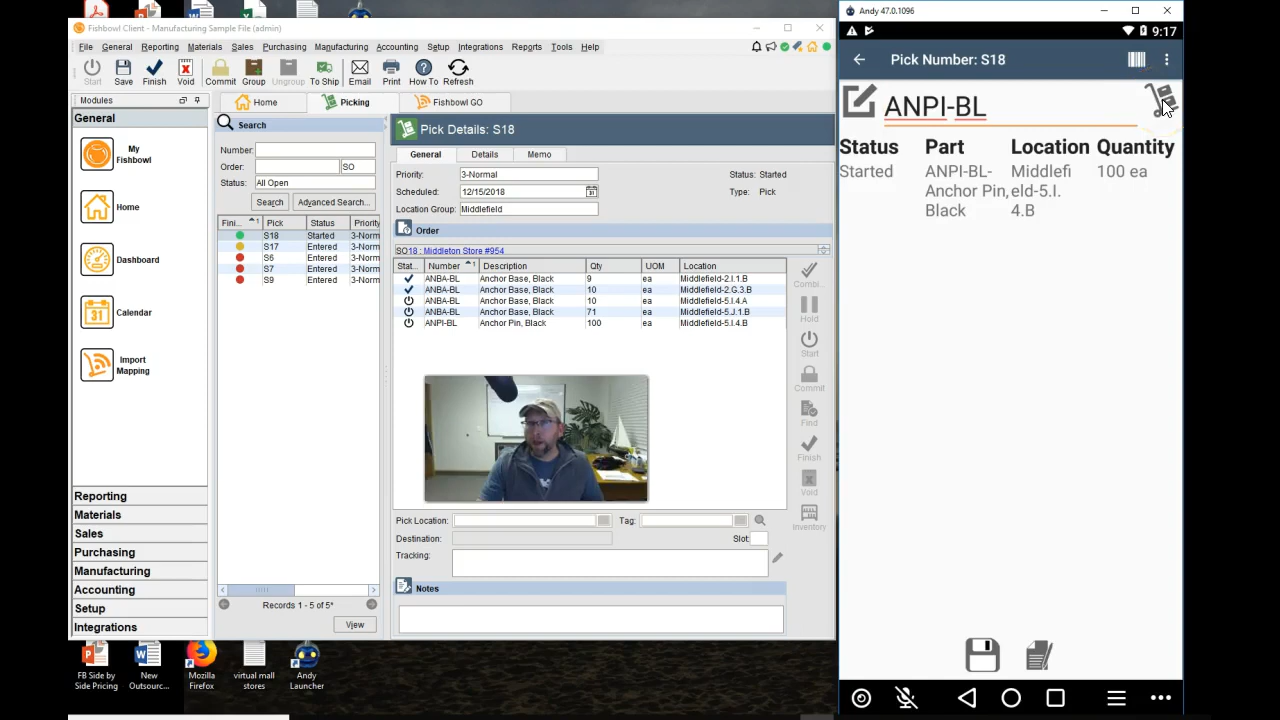 Fishbowl Client - Manufacturing Sample File (admin)
File General Reporting Materials Sales Purchasing Manufacturing Accounting Setup Integrations Reports Tools Help
Start Save Finish Void Commit Group Ungroup To Ship Email Print How To Refresh
Modules
General
My Fishbowl
Home
Dashboard
31
Calendar
Import Mapping
Reporting
Materials
Sales
Purchasing
Manufacturing
Accounting
Setup
Integrations
Home Picking Fishbowl GO
Search
Number:
Order: SO
Status: All Open
Search Advanced Search...
Fini... 1 Pick Status Priority
S18 Started 3-Norm
S17 Entered 3-Norm
S6 Entered 3-Norm
S7 Entered 3-Norm
S9 Entered 3-Norm
Records 1 - 5 of 5*
View
Pick Details: S18
General Details Memo
Priority: 3-Normal Status: Started
Scheduled: 12/15/2018 Type: Pick
Location Group: Middlefield
Order
SO18 : Middleton Store #954
Stat... Number 1 Description Qty UOM Location
ANBA-BL Anchor Base, Black 9 ea Middlefield-2.I.1.B
ANBA-BL Anchor Base, Black 10 ea Middlefield-2.G.3.B
ANBA-BL Anchor Base, Black 10 ea Middlefield-5.I.4.A
ANBA-BL Anchor Base, Black 71 ea Middlefield-5.J.1.B
ANPI-BL Anchor Pin, Black 100 ea Middlefield-5.I.4.B
Combi...
Hold
Start
Commit
Find
Finish
Void
Inventory
Pick Location: Tag:
Destination: Slot:
Tracking:
Notes
FB Side by Side Pricing
New Outsourc...
Mozilla Firefox
virtual mall stores
Andy Launcher
Andy 47.0.1096
9:17
Pick Number: S18
ANPI-BL
Status Part Location Quantity
Started ANPI-BL- Middlefi 100 ea
Anchor Pin, eld-5.I.
Black 4.B